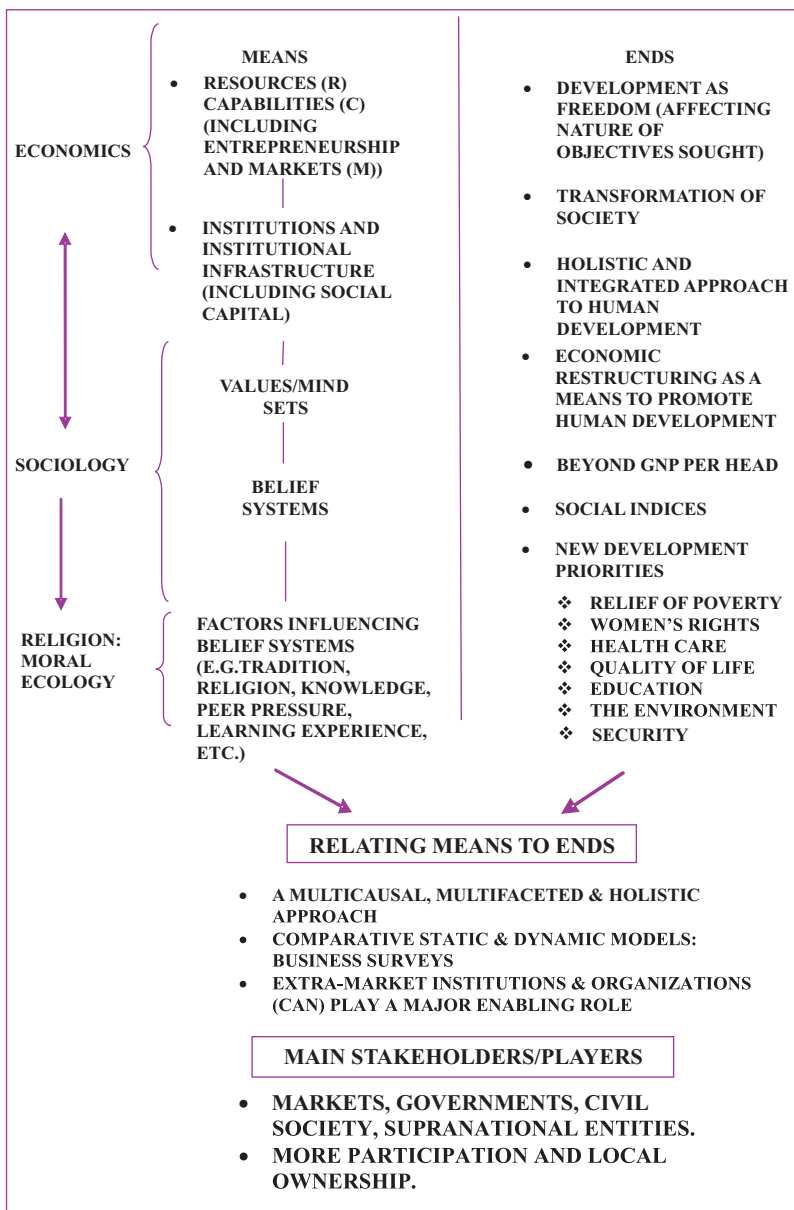 MEANS
• RESOURCES (R)
CAPABILITIES (C)
(INCLUDING
ENTREPRENEURSHIP
AND MARKETS (M))
ECONOMICS
• INSTITUTIONS AND
INSTITUTIONAL
INFRASTRUCTURE
(INCLUDING SOCIAL
CAPITAL)
VALUES/MIND
SETS
SOCIOLOGY
BELIEF
SYSTEMS
RELIGION:
MORAL
ECOLOGY
FACTORS INFLUENCING
BELIEF SYSTEMS
(E.G.TRADITION,
RELIGION, KNOWLEDGE,
PEER PRESSURE,
LEARNING EXPERIENCE,
ETC.)
ENDS
• DEVELOPMENT AS
FREEDOM (AFFECTING
NATURE OF
OBJECTIVES SOUGHT)
• TRANSFORMATION OF
SOCIETY
• HOLISTIC AND
INTEGRATED APPROACH
TO HUMAN
DEVELOPMENT
• ECONOMIC
RESTRUCTURING AS A
MEANS TO PROMOTE
HUMAN DEVELOPMENT
• BEYOND GNP PER HEAD
• SOCIAL INDICES
• NEW DEVELOPMENT
PRIORITIES
❖ RELIEF OF POVERTY
❖ WOMEN'S RIGHTS
❖ HEALTH CARE
❖ QUALITY OF LIFE
❖ EDUCATION
❖ THE ENVIRONMENT
❖ SECURITY
RELATING MEANS TO ENDS
• A MULTICAUSAL, MULTIFACETED & HOLISTIC
APPROACH
• COMPARATIVE STATIC & DYNAMIC MODELS:
BUSINESS SURVEYS
• EXTRA-MARKET INSTITUTIONS & ORGANIZATIONS
(CAN) PLAY A MAJOR ENABLING ROLE
MAIN STAKEHOLDERS/PLAYERS
• MARKETS, GOVERNMENTS, CIVIL
SOCIETY, SUPRANATIONAL ENTITIES.
• MORE PARTICIPATION AND LOCAL
OWNERSHIP.